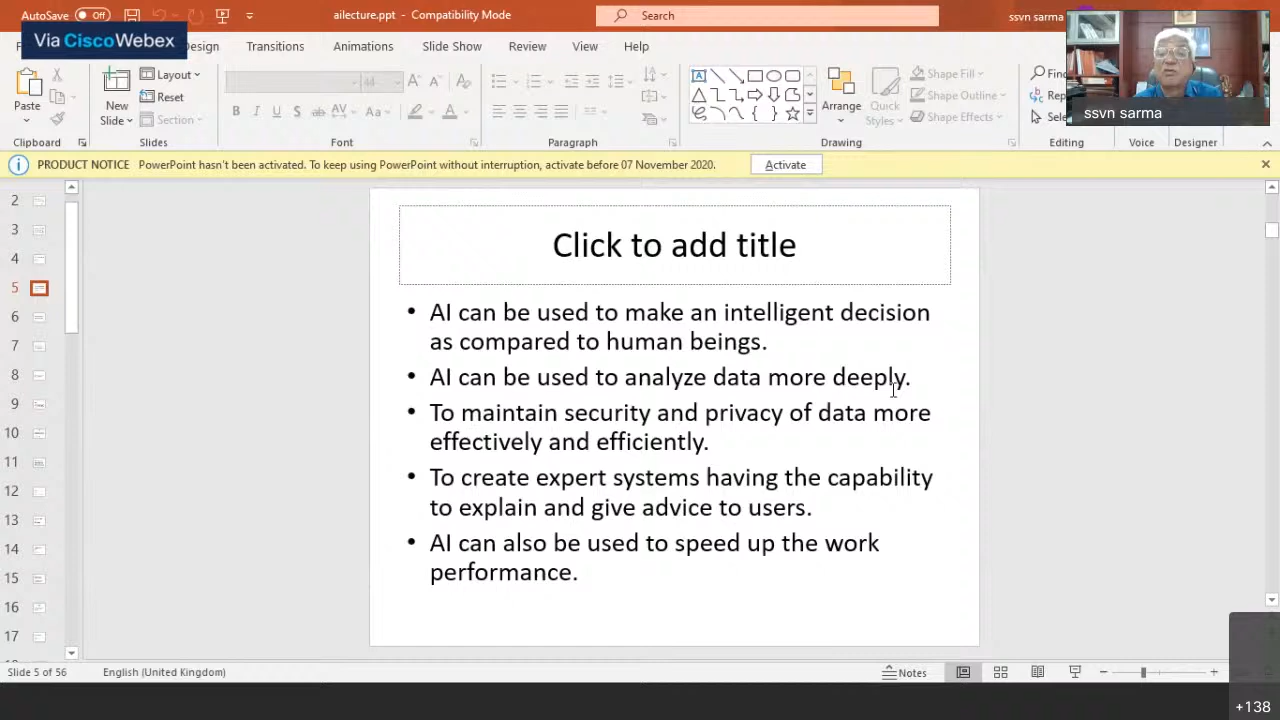 AutoSave Off
ailecture.ppt - Compatibility Mode
Search
ssvn sarma
Via CiscoWebex
Transitions Animations Slide Show Review View Help
Paste
New
Slide
Layout
Reset
Section
44
B I U S ab AV Aa A
Arrange
Quick
Styles
Shape Fill
Shape Outline
Shape Effects
ssvn sarma
Clipboard Slides Font Paragraph Drawing Editing Voice Designer
PRODUCT NOTICE PowerPoint hasn't been activated. To keep using PowerPoint without interruption, activate before 07 November 2020. Activate
2
3
4
5
6
7
8
9
10
11
12
13
14
15
16
17
Click to add title
• AI can be used to make an intelligent decision
as compared to human beings.
• AI can be used to analyze data more deeply.
• To maintain security and privacy of data more
effectively and efficiently.
• To create expert systems having the capability
to explain and give advice to users.
• AI can also be used to speed up the work
performance.
Slide 5 of 56 English (United Kingdom) Notes
+138